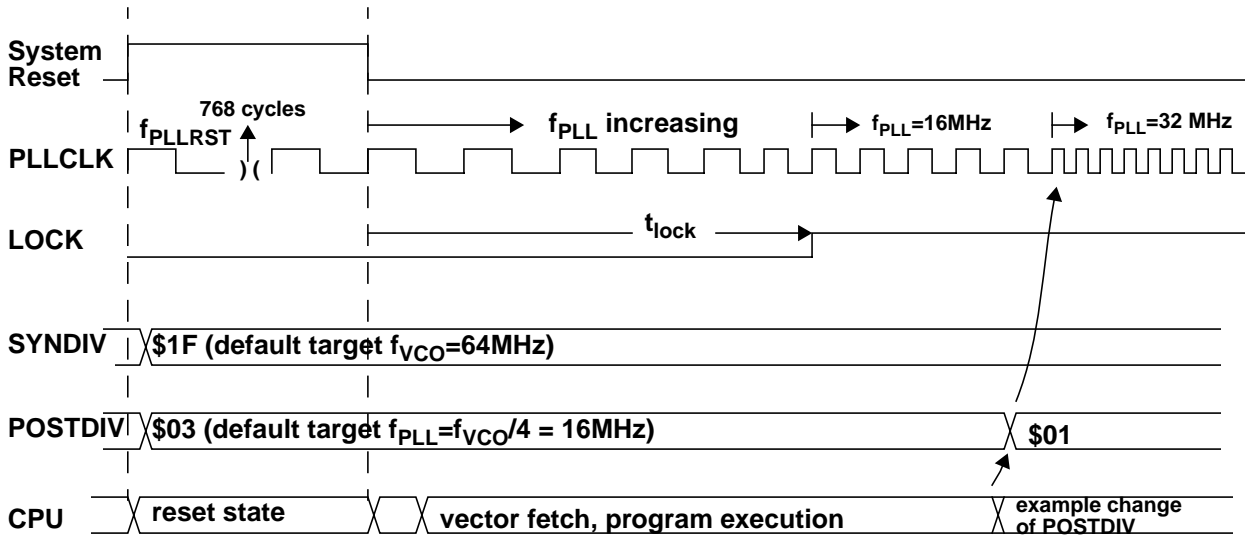 System
Reset
768 cycles
fPLLRST
fPLL increasing
fPLL=16MHz
fPLL=32 MHz
PLLCLK
) (
tlock
LOCK
SYNDIV
$1F (default target fVCO=64MHz)
POSTDIV
$03 (default target fPLL=fVCO/4 = 16MHz)
$01
CPU
reset state
vector fetch, program execution
example change
of POSTDIV